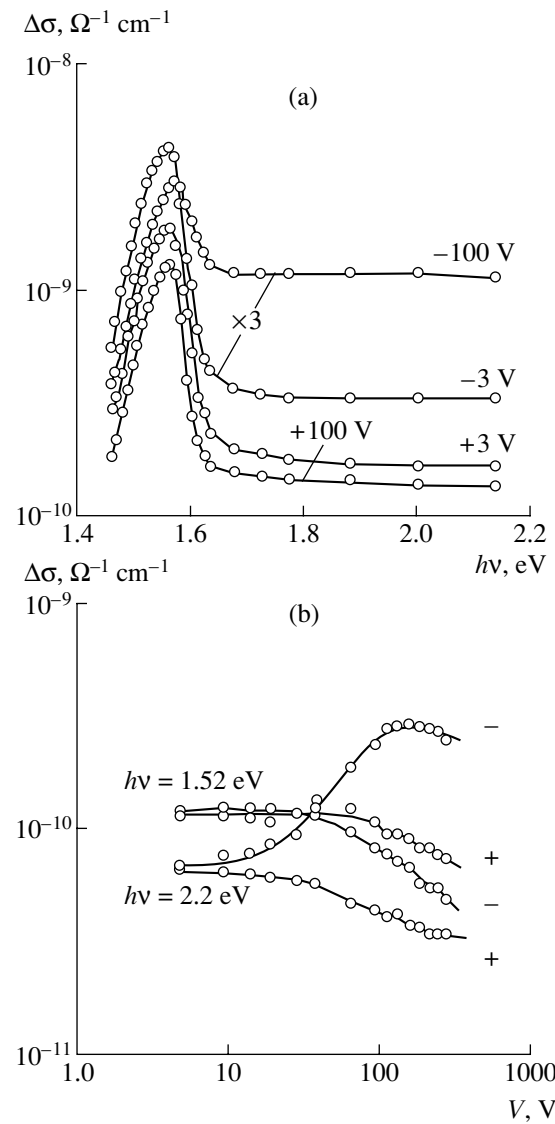 Δσ, Ω⁻¹ cm⁻¹
10⁻⁸
(a)
−100 V
10⁻⁹
×3
−3 V
+100 V
+3 V
10⁻¹⁰
1.4 1.6 1.8 2.0 2.2
hν, eV
Δσ, Ω⁻¹ cm⁻¹
10⁻⁹
(b)
−
hν = 1.52 eV
10⁻¹⁰
+
hν = 2.2 eV
−
+
10⁻¹¹
1.0 10 100 1000
V, V